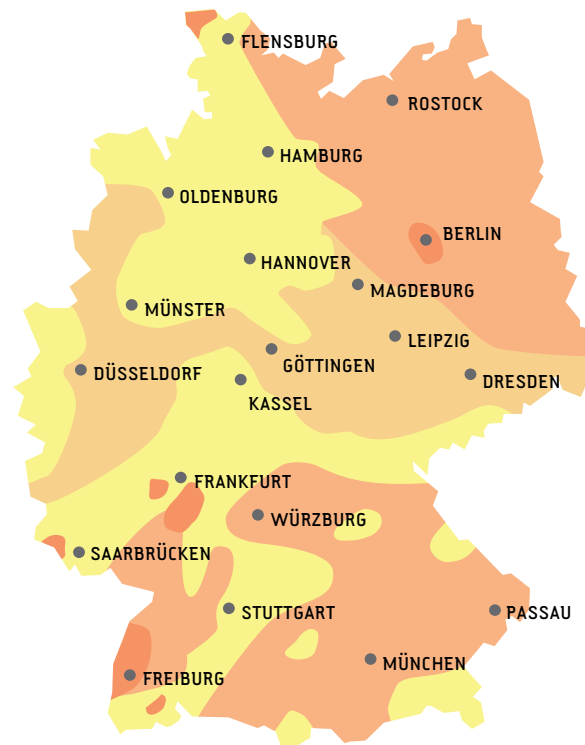 FLENSBURG
ROSTOCK
HAMBURG
OLDENBURG
BERLIN
HANNOVER
MAGDEBURG
MÜNSTER
LEIPZIG
GÖTTINGEN
DÜSSELDORF
DRESDEN
KASSEL
FRANKFURT
WÜRZBURG
SAARBRÜCKEN
STUTTGART
PASSAU
MÜNCHEN
FREIBURG